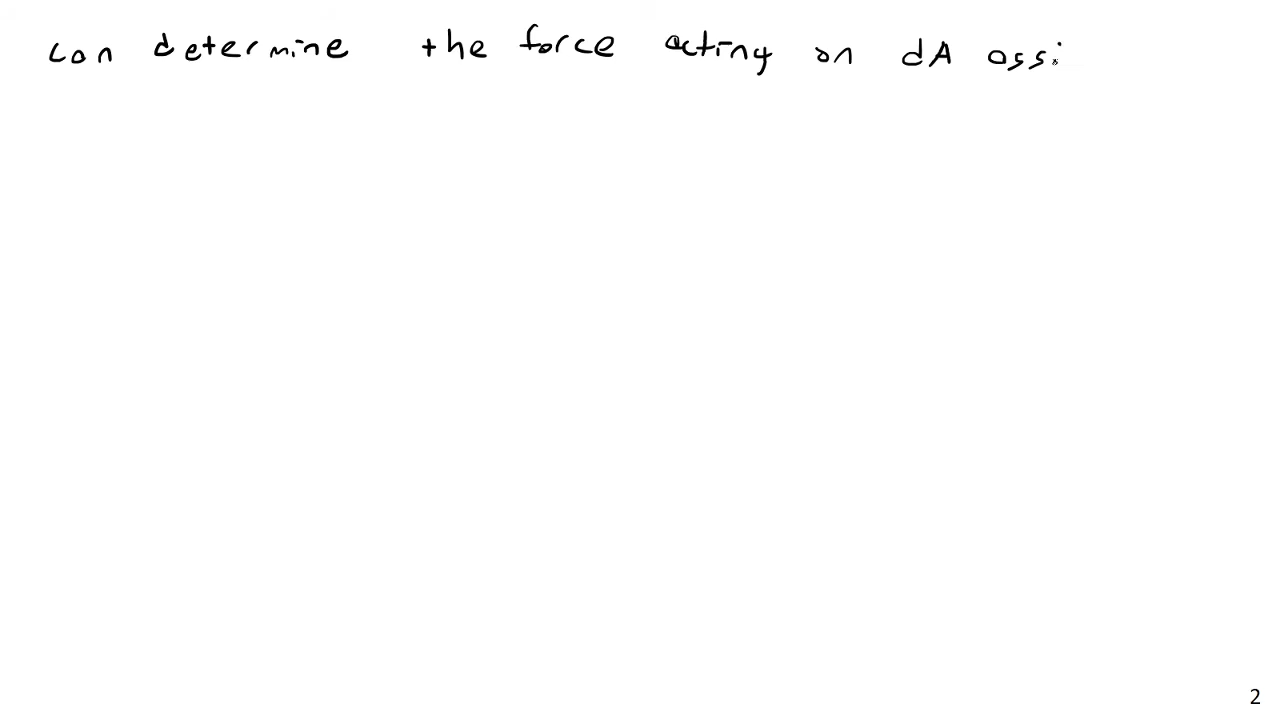 can determine the force acting on dA as:
2